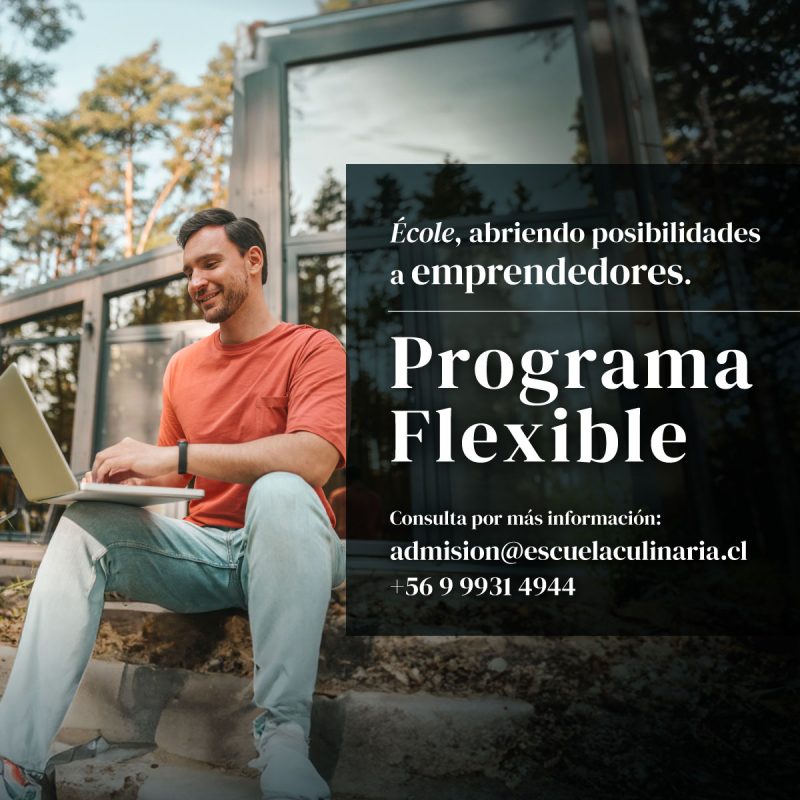 École, abriendo posibilidades
a emprendedores.
Programa
Flexible
Consulta por más información:
admision@escuelaculinaria.cl
+56 9 9931 4944